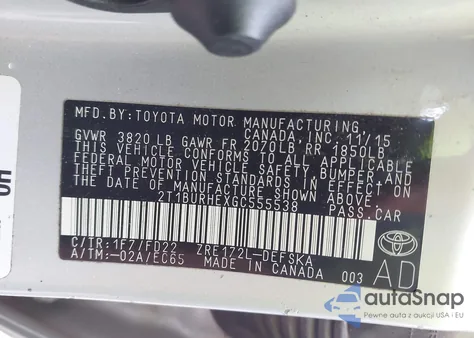 MFD.BY:TOYOTA MOTOR MANUFACTURING,
CANADA, INC. 11/15
GVWR 3820LB GAWR FR 2070LB RR 1850LB
THIS VEHICLE CONFORMS TO ALL APPLICABLE
FEDERAL MOTOR VEHICLE SAFETY,BUMPER,AND
THEFT PREVENTION STANDARDS IN EFFECT ON
THE DATE OF MANUFACTURE SHOWN ABOVE.
2T1BURHEXGC555538 PASS.CAR
C/TR:1F7/FD22 ZRE172L-DEFSKA
A/TM:-02A/EC65 MADE IN CANADA 003
TOYOTA
AD
autaSnap
Pewne auta z aukcji USA i EU